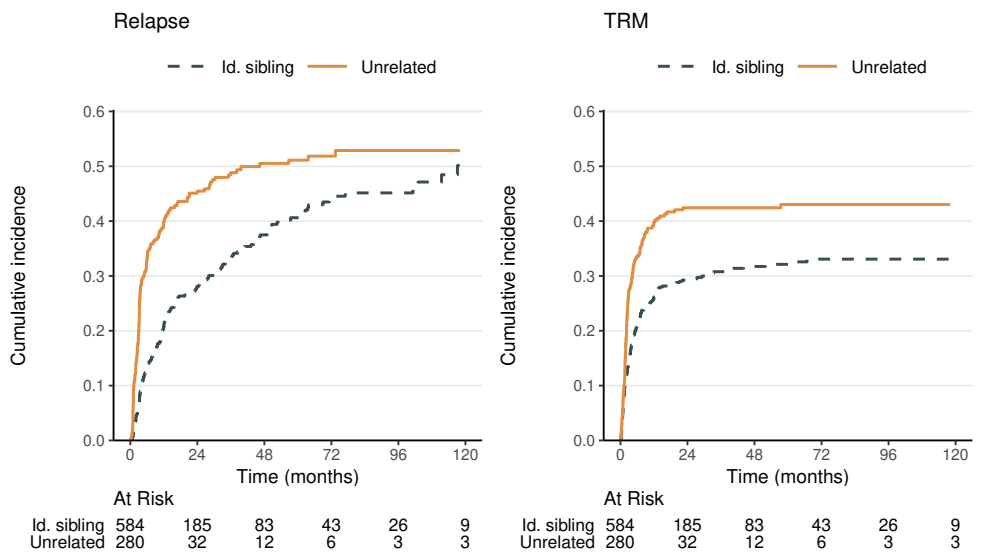 Relapse
Id. sibling Unrelated
Cumulative incidence
0.6
0.5
0.4
0.3
0.2
0.1
0.0
0 24 48 72 96 120
Time (months)
At Risk
Id. sibling 584 185 83 43 26 9
Unrelated 280 32 12 6 3 3
TRM
Id. sibling Unrelated
Cumulative incidence
0.6
0.5
0.4
0.3
0.2
0.1
0.0
0 24 48 72 96 120
Time (months)
At Risk
Id. sibling 584 185 83 43 26 9
Unrelated 280 32 12 6 3 3